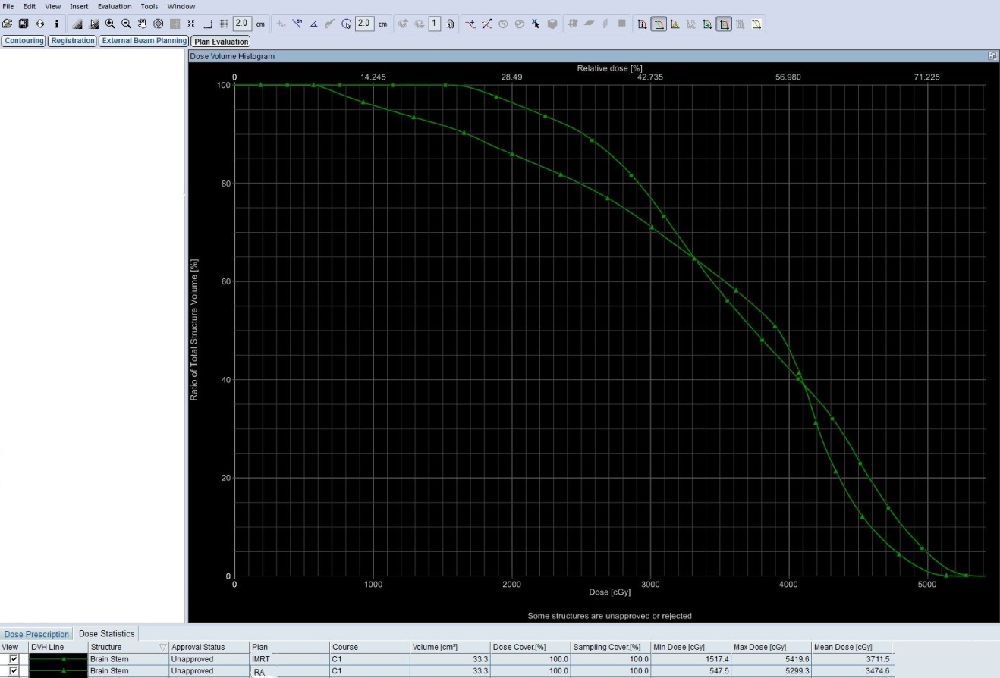 File Edit View Insert Evaluation Tools Window
2.0 cm 2.0 cm 1
Contouring Registration External Beam Planning Plan Evaluation
Dose Volume Histogram
Relative dose [%]
0 14.245 28.49 42.735 56.980 71.225
100
80
60
40
20
0
Ratio of Total Structure Volume [%]
0 1000 2000 3000 4000 5000
Dose [cGy]
Some structures are unapproved or rejected
Dose Prescription Dose Statistics
View DVH Line Structure Approval Status Plan Course Volume [cm³] Dose Cover.[%] Sampling Cover.[%] Min Dose [cGy] Max Dose [cGy] Mean Dose [cGy]
Brain Stem Unapproved IMRT C1 33.3 100.0 100.0 1517.4 5419.6 3711.5
Brain Stem Unapproved RA C1 33.3 100.0 100.0 547.5 5299.3 3474.6